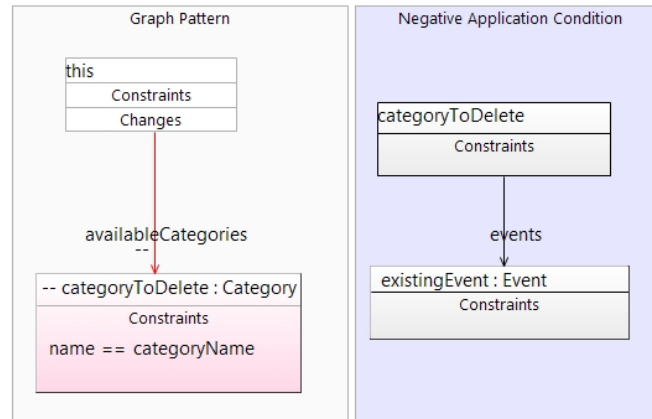 Graph Pattern
this
Constraints
Changes
availableCategories
--
-- categoryToDelete : Category
Constraints
name == categoryName
Negative Application Condition
categoryToDelete
Constraints
events
existingEvent : Event
Constraints